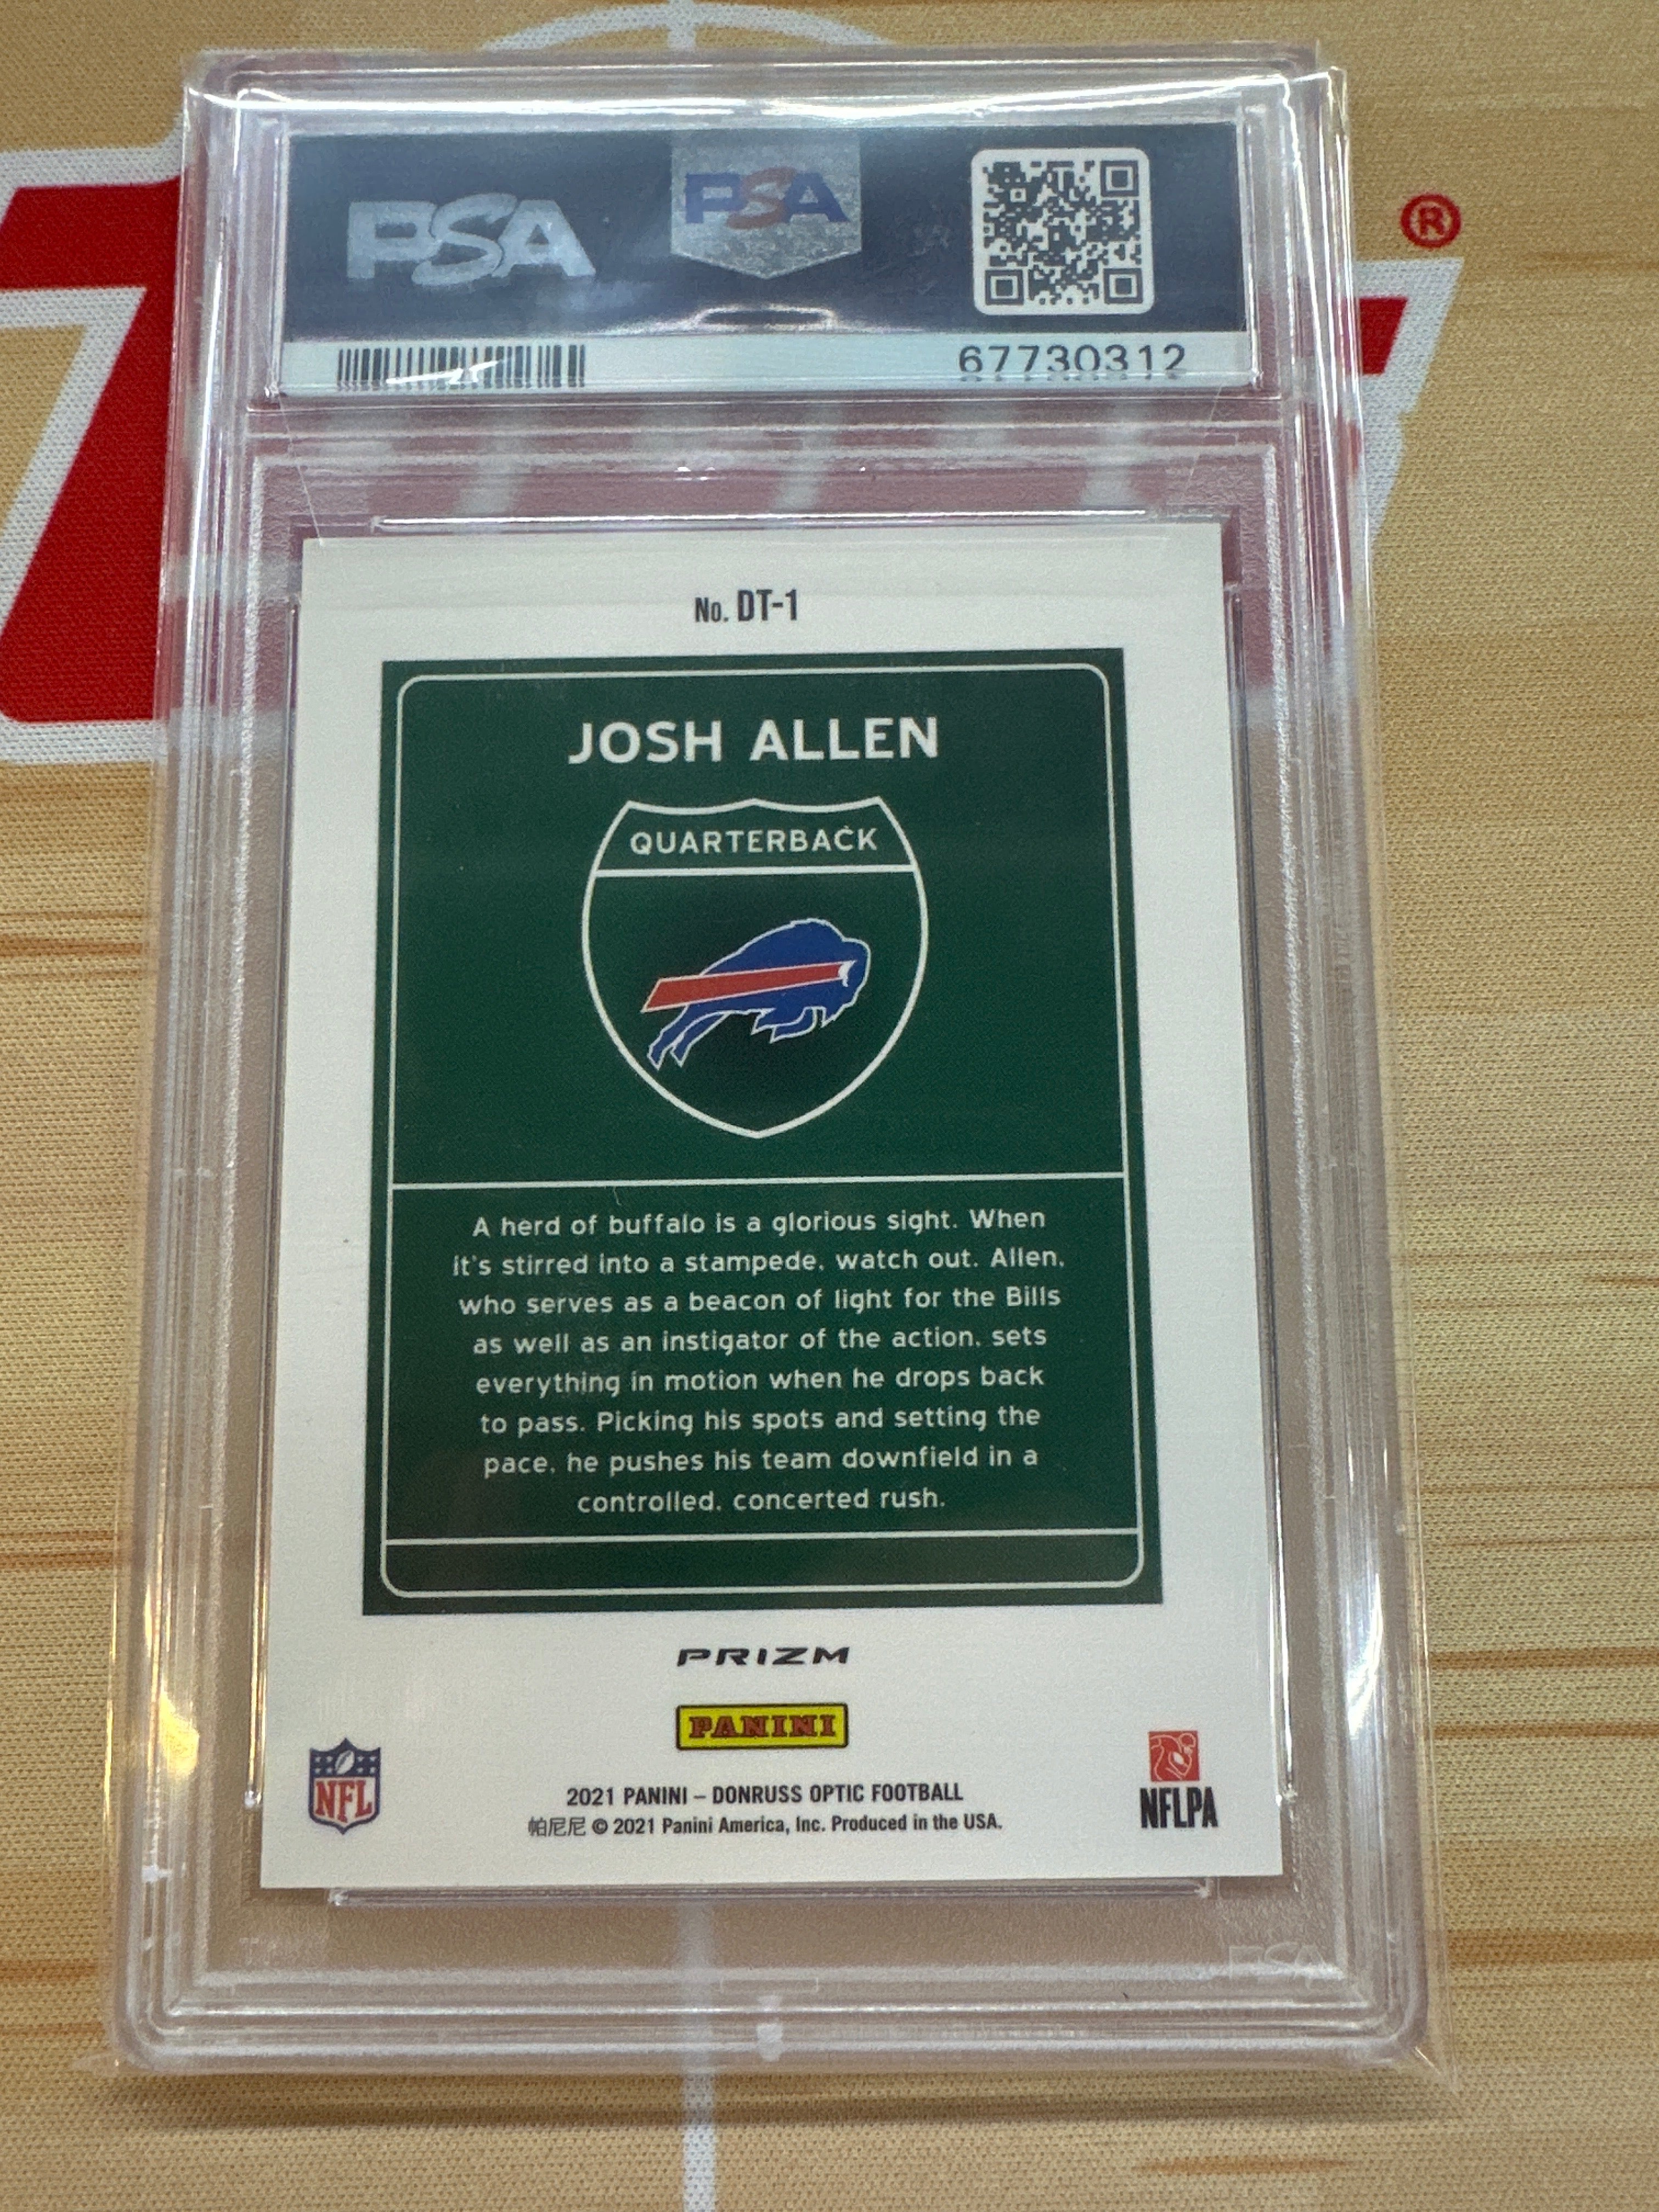 PSA
PSA
67730312
No. DT-1
JOSH ALLEN
QUARTERBACK
A herd of buffalo is a glorious sight. When
it's stirred into a stampede, watch out. Allen,
who serves as a beacon of light for the Bills
as well as an instigator of the action, sets
everything in motion when he drops back
to pass. Picking his spots and setting the
pace, he pushes his team downfield in a
controlled, concerted rush.
PRIZM
PANINI
NFL
NFLPA
2021 PANINI – DONRUSS OPTIC FOOTBALL
帕尼尼 © 2021 Panini America, Inc. Produced in the USA.
PSA
®